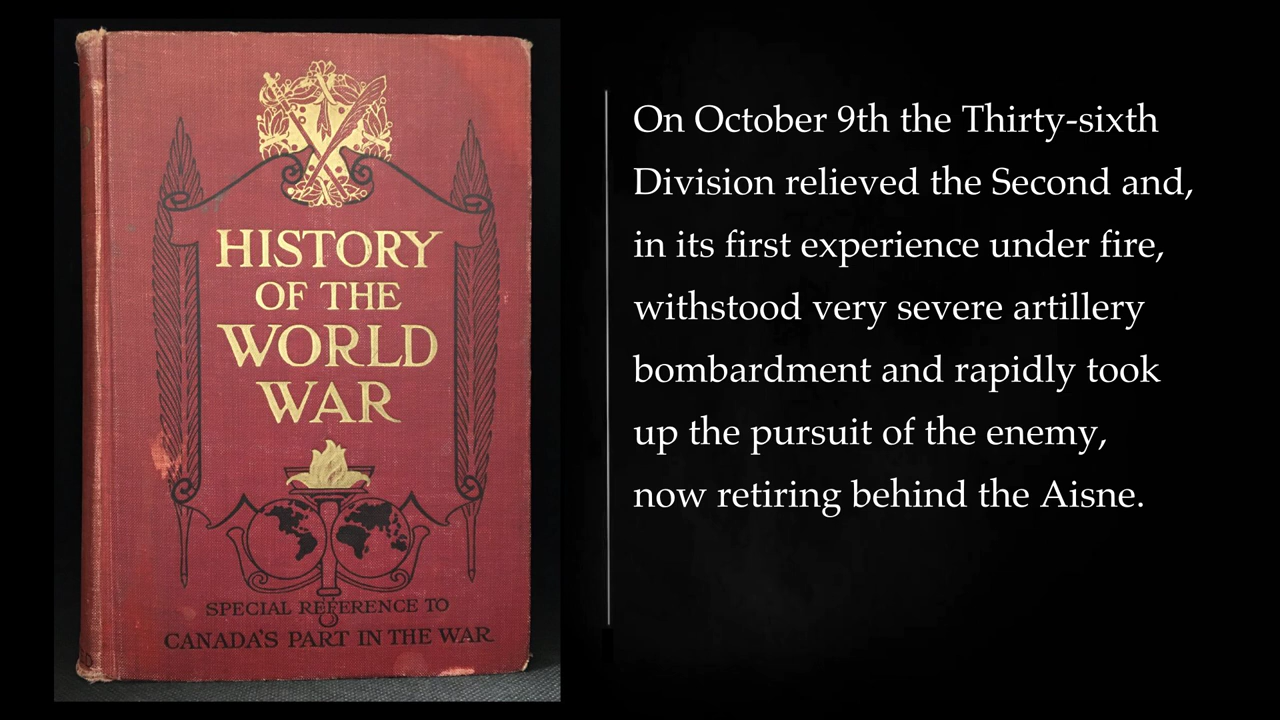 HISTORY
OF THE
WORLD
WAR
SPECIAL REFERENCE TO
CANADA'S PART IN THE WAR
On October 9th the Thirty-sixth
Division relieved the Second and,
in its first experience under fire,
withstood very severe artillery
bombardment and rapidly took
up the pursuit of the enemy,
now retiring behind the Aisne.